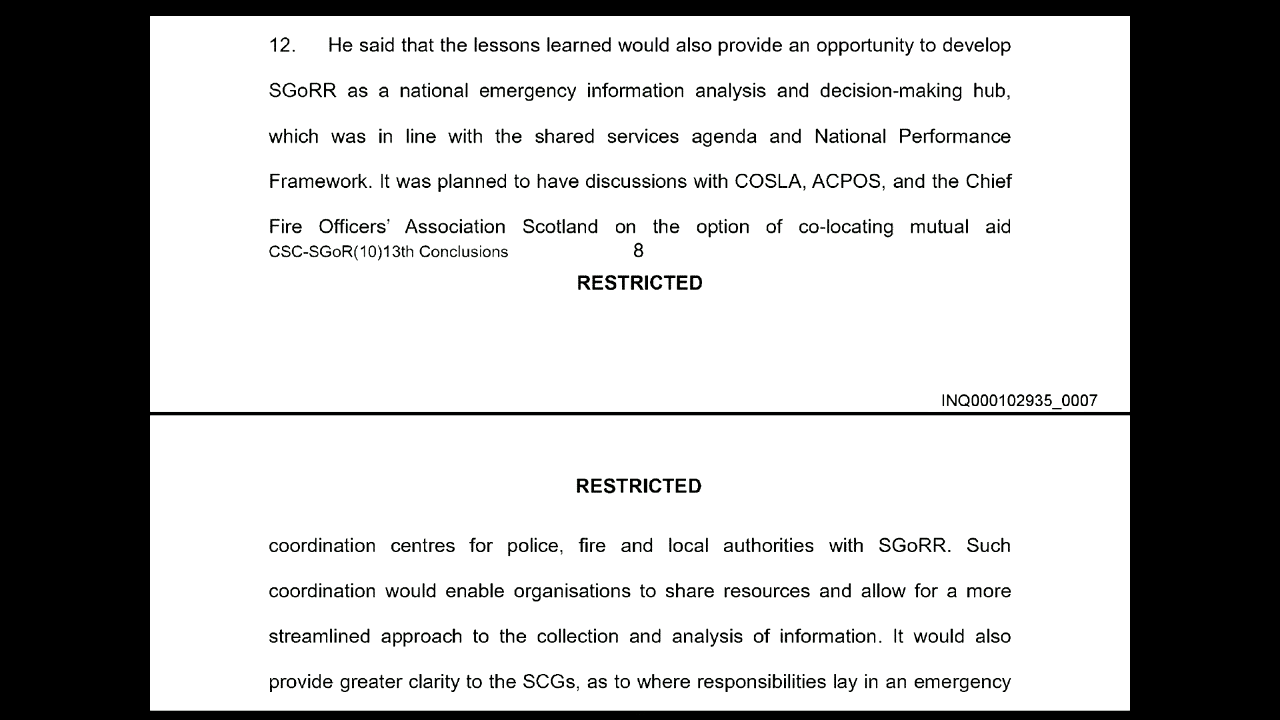 12. He said that the lessons learned would also provide an opportunity to develop
SGoRR as a national emergency information analysis and decision-making hub,
which was in line with the shared services agenda and National Performance
Framework. It was planned to have discussions with COSLA, ACPOS, and the Chief
Fire Officers' Association Scotland on the option of co-locating mutual aid
CSC-SGoR(10)13th Conclusions 8
RESTRICTED
INQ000102935_0007
RESTRICTED
coordination centres for police, fire and local authorities with SGoRR. Such
coordination would enable organisations to share resources and allow for a more
streamlined approach to the collection and analysis of information. It would also
provide greater clarity to the SCGs, as to where responsibilities lay in an emergency